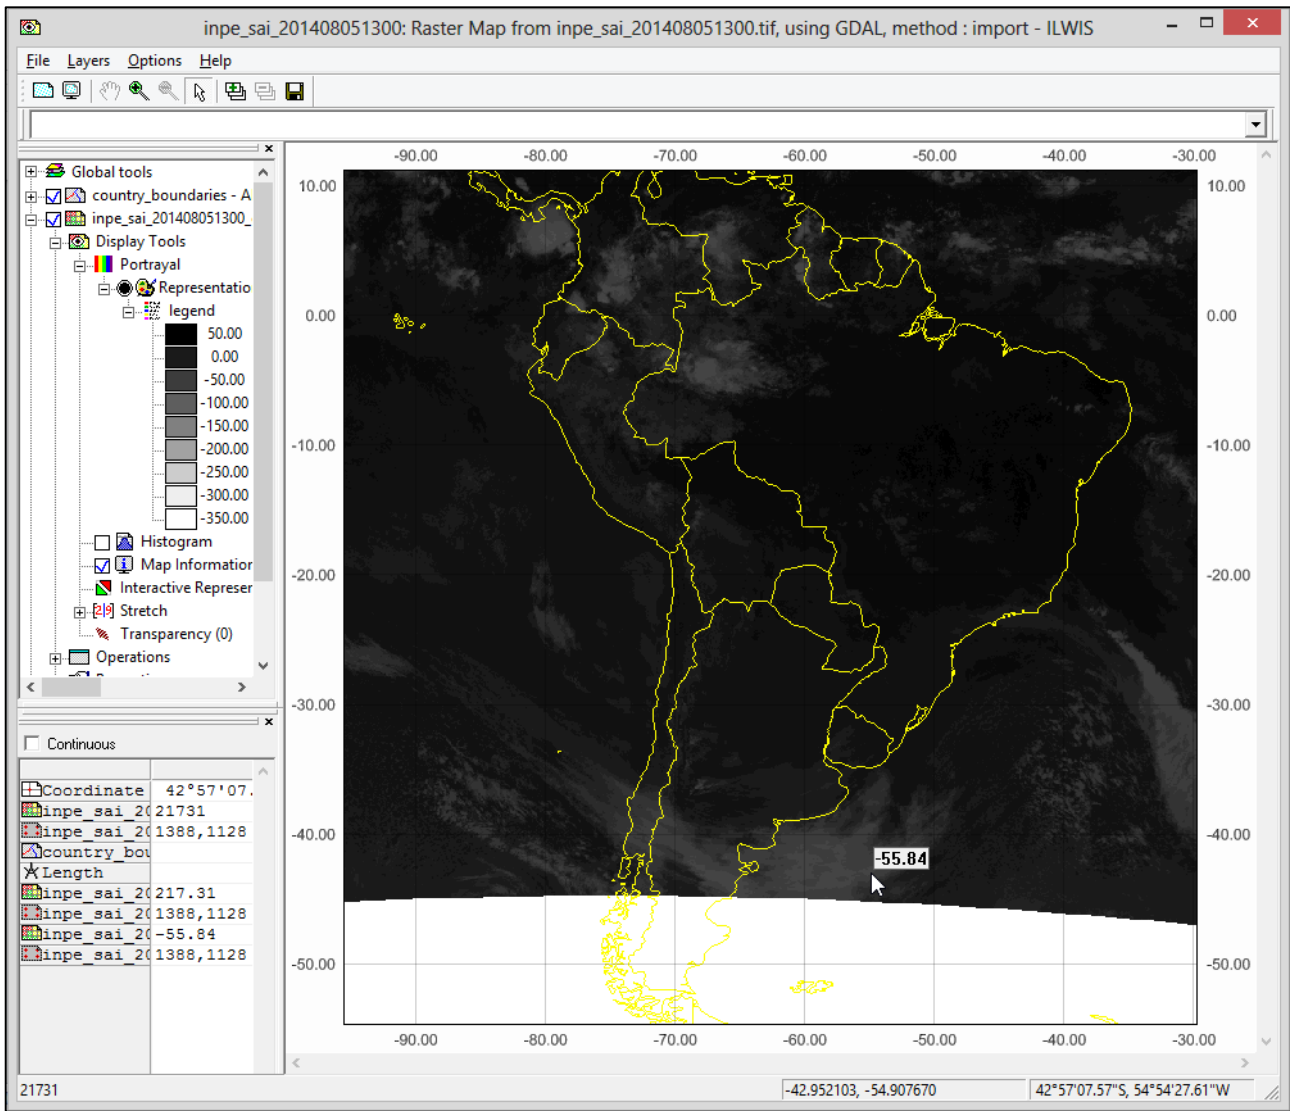 inpe_sai_201408051300: Raster Map from inpe_sai_201408051300.tif, using GDAL, method : import - ILWIS
File Layers Options Help
Global tools
country_boundaries - A
inpe_sai_201408051300_
Display Tools
Portrayal
Representatio
legend
50.00
0.00
-50.00
-100.00
-150.00
-200.00
-250.00
-300.00
-350.00
Histogram
Map Informatior
Interactive Represer
Stretch
Transparency (0)
Operations
Continuous
Coordinate 42°57'07.
inpe_sai_20 21731
inpe_sai_20 1388,1128
country_bou
Length
inpe_sai_20 217.31
inpe_sai_20 1388,1128
inpe_sai_20 -55.84
inpe_sai_20 1388,1128
-90.00 -80.00 -70.00 -60.00 -50.00 -40.00 -30.00
10.00 10.00
0.00 0.00
-10.00 -10.00
-20.00 -20.00
-30.00 -30.00
-40.00 -40.00
-55.84
-50.00 -50.00
-90.00 -80.00 -70.00 -60.00 -50.00 -40.00 -30.00
21731 -42.952103, -54.907670 42°57'07.57"S, 54°54'27.61"W